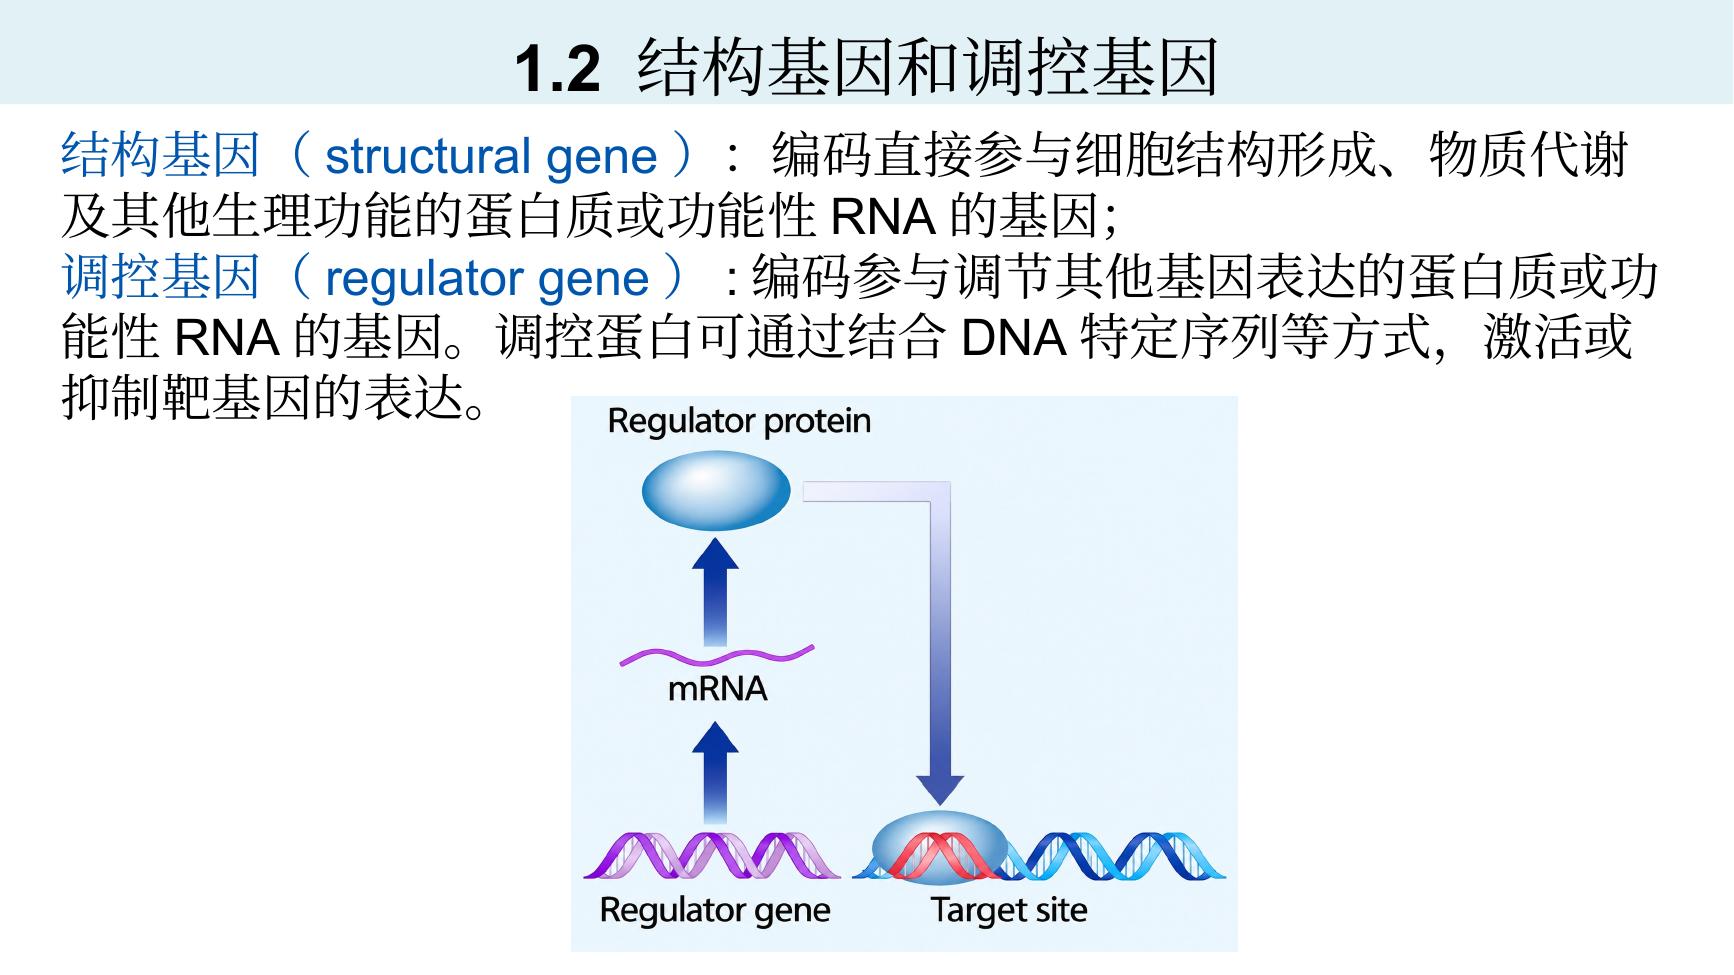 1.2 结构基因和调控基因
结构基因（structural gene）：编码直接参与细胞结构形成、物质代谢
及其他生理功能的蛋白质或功能性 RNA 的基因；
调控基因（regulator gene）:编码参与调节其他基因表达的蛋白质或功
能性 RNA 的基因。调控蛋白可通过结合 DNA 特定序列等方式，激活或
抑制靶基因的表达。
Regulator protein
mRNA
Regulator gene
Target site